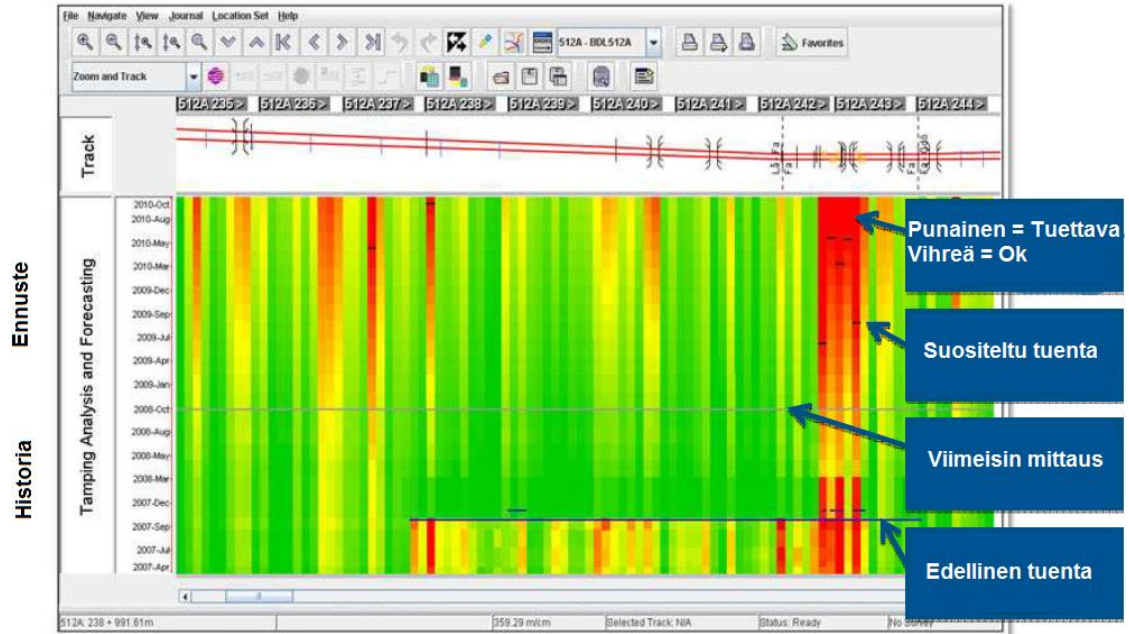 File Navigate View Journal Location Set Help
512A - BDL512A
Favorites
Zoom and Track
512A 235 > 512A 236 > 512A 237 > 512A 238 > 512A 239 > 512A 240 > 512A 241 > 512A 242 > 512A 243 > 512A 244 >
Track
Ennuste
Historia
Tamping Analysis and Forecasting
2010-Oct
2010-Aug
2010-May
2010-Mar
2009-Dec
2009-Sep
2009-Jul
2009-Apr
2009-Jan
2008-Oct
2008-Aug
2008-May
2008-Mar
2007-Dec
2007-Sep
2007-Jul
2007-Apr
Punainen = Tuettava
Vihreä = Ok
Suositeltu tuenta
Viimeisin mittaus
Edellinen tuenta
512A: 238 + 991.61m
359.29 m/cm
Selected Track: N/A
Status: Ready